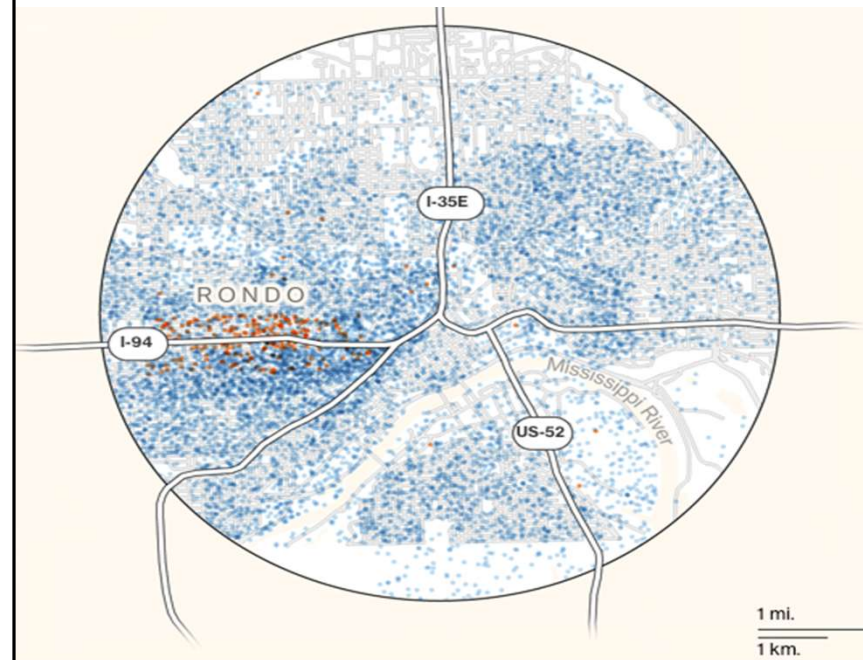 I-35E
RONDO
I-94
Mississippi River
US-52
1 mi.
1 km.